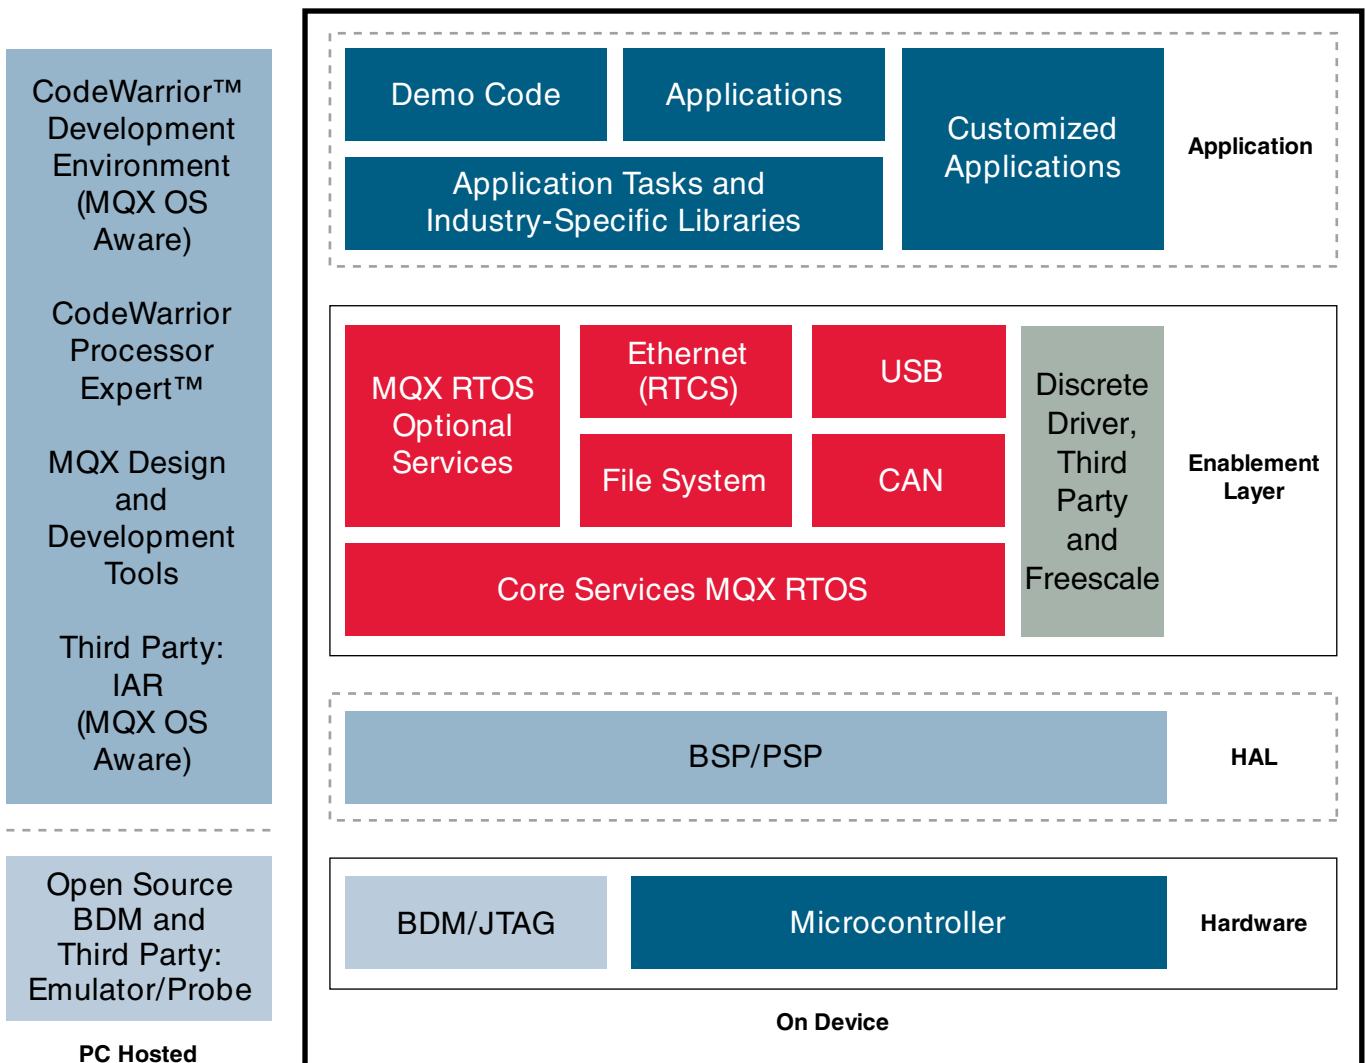 CodeWarrior™
Development
Environment
(MQX OS
Aware)
CodeWarrior
Processor
Expert™
MQX Design
and
Development
Tools
Third Party:
IAR
(MQX OS
Aware)
Open Source
BDM and
Third Party:
Emulator/Probe
PC Hosted
Demo Code
Applications
Customized
Applications
Application Tasks and
Industry-Specific Libraries
Application
MQX RTOS
Optional
Services
Ethernet
(RTCS)
USB
File System
CAN
Core Services MQX RTOS
Discrete
Driver,
Third
Party
and
Freescale
Enablement
Layer
BSP/PSP
HAL
BDM/JTAG
Microcontroller
Hardware
On Device